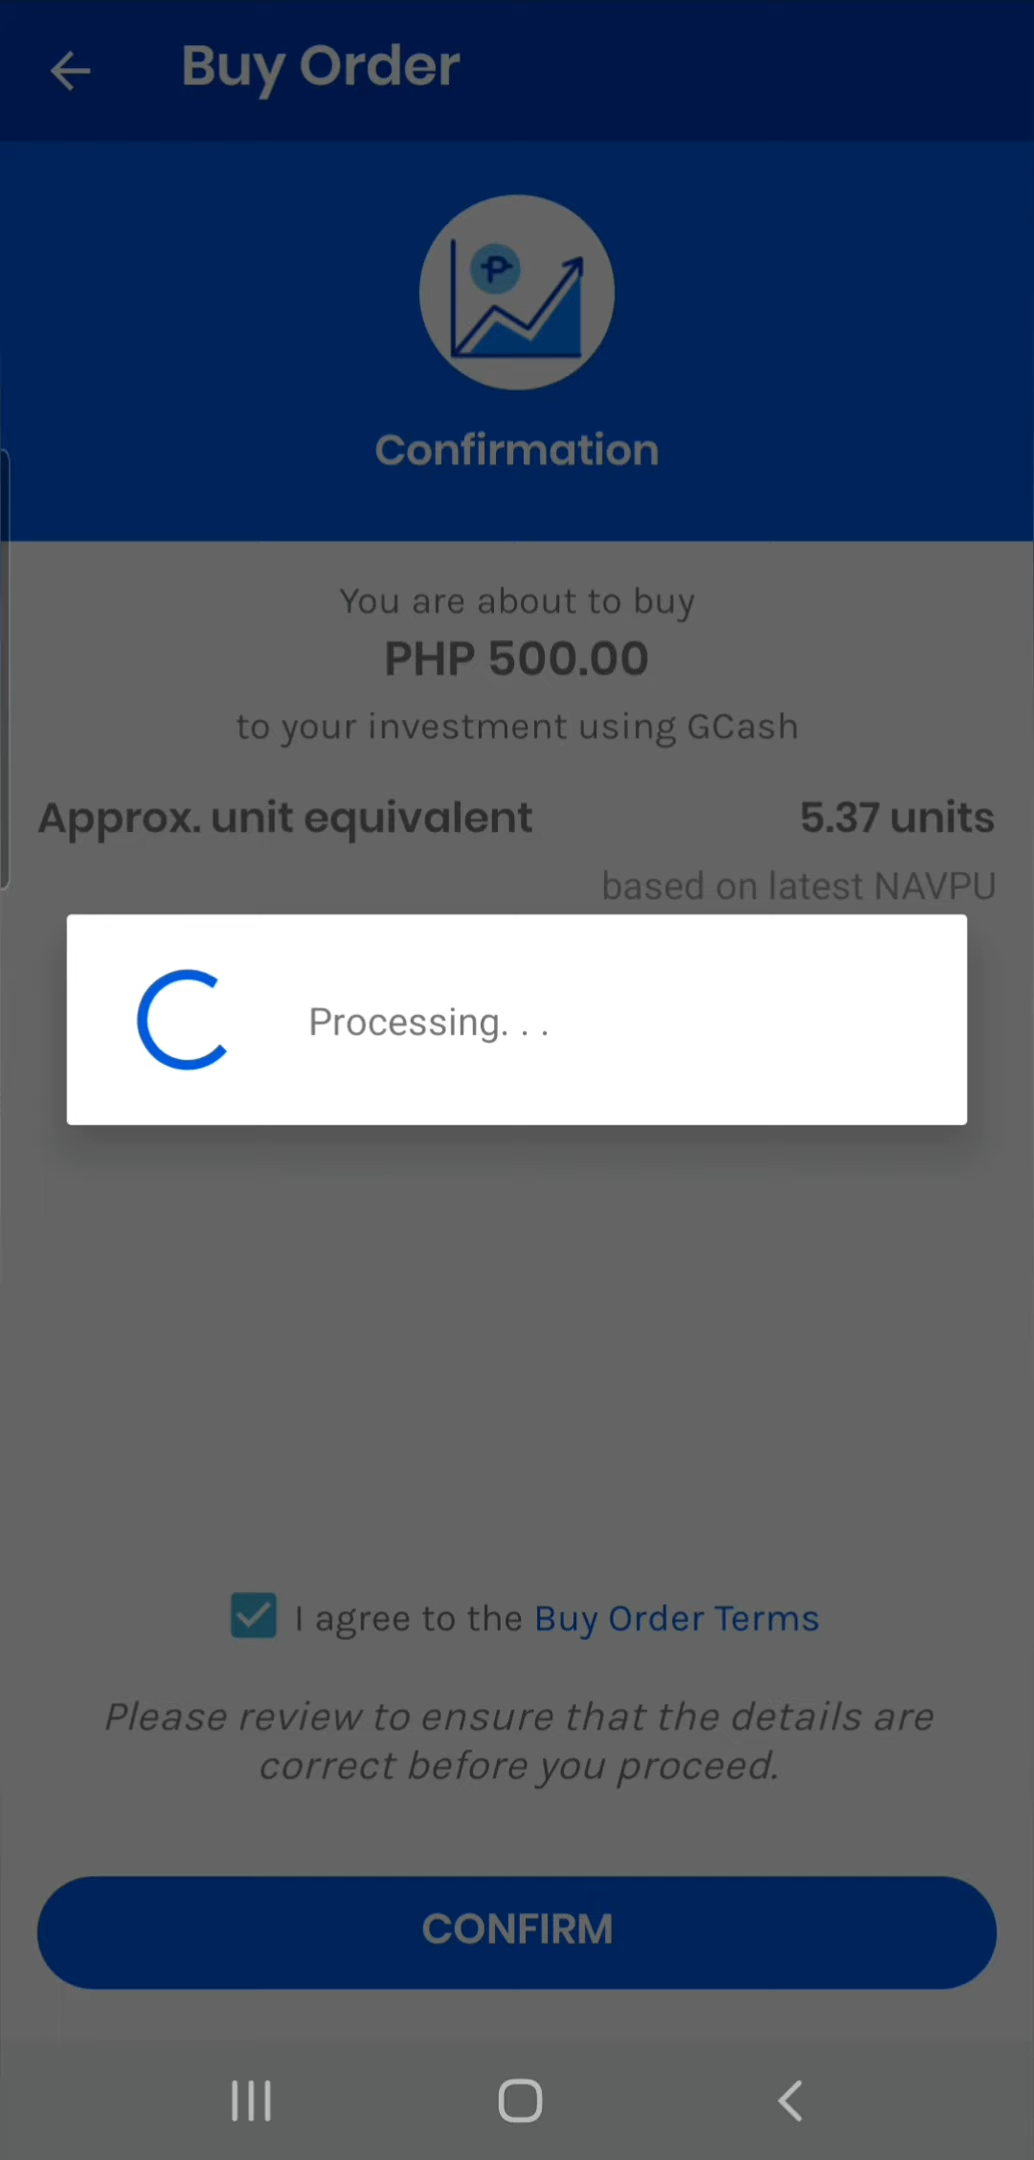 Buy Order
Confirmation
You are about to buy
PHP 500.00
to your investment using GCash
Approx. unit equivalent 5.37 units
based on latest NAVPU
Processing. . .
I agree to the Buy Order Terms
Please review to ensure that the details are
correct before you proceed.
CONFIRM